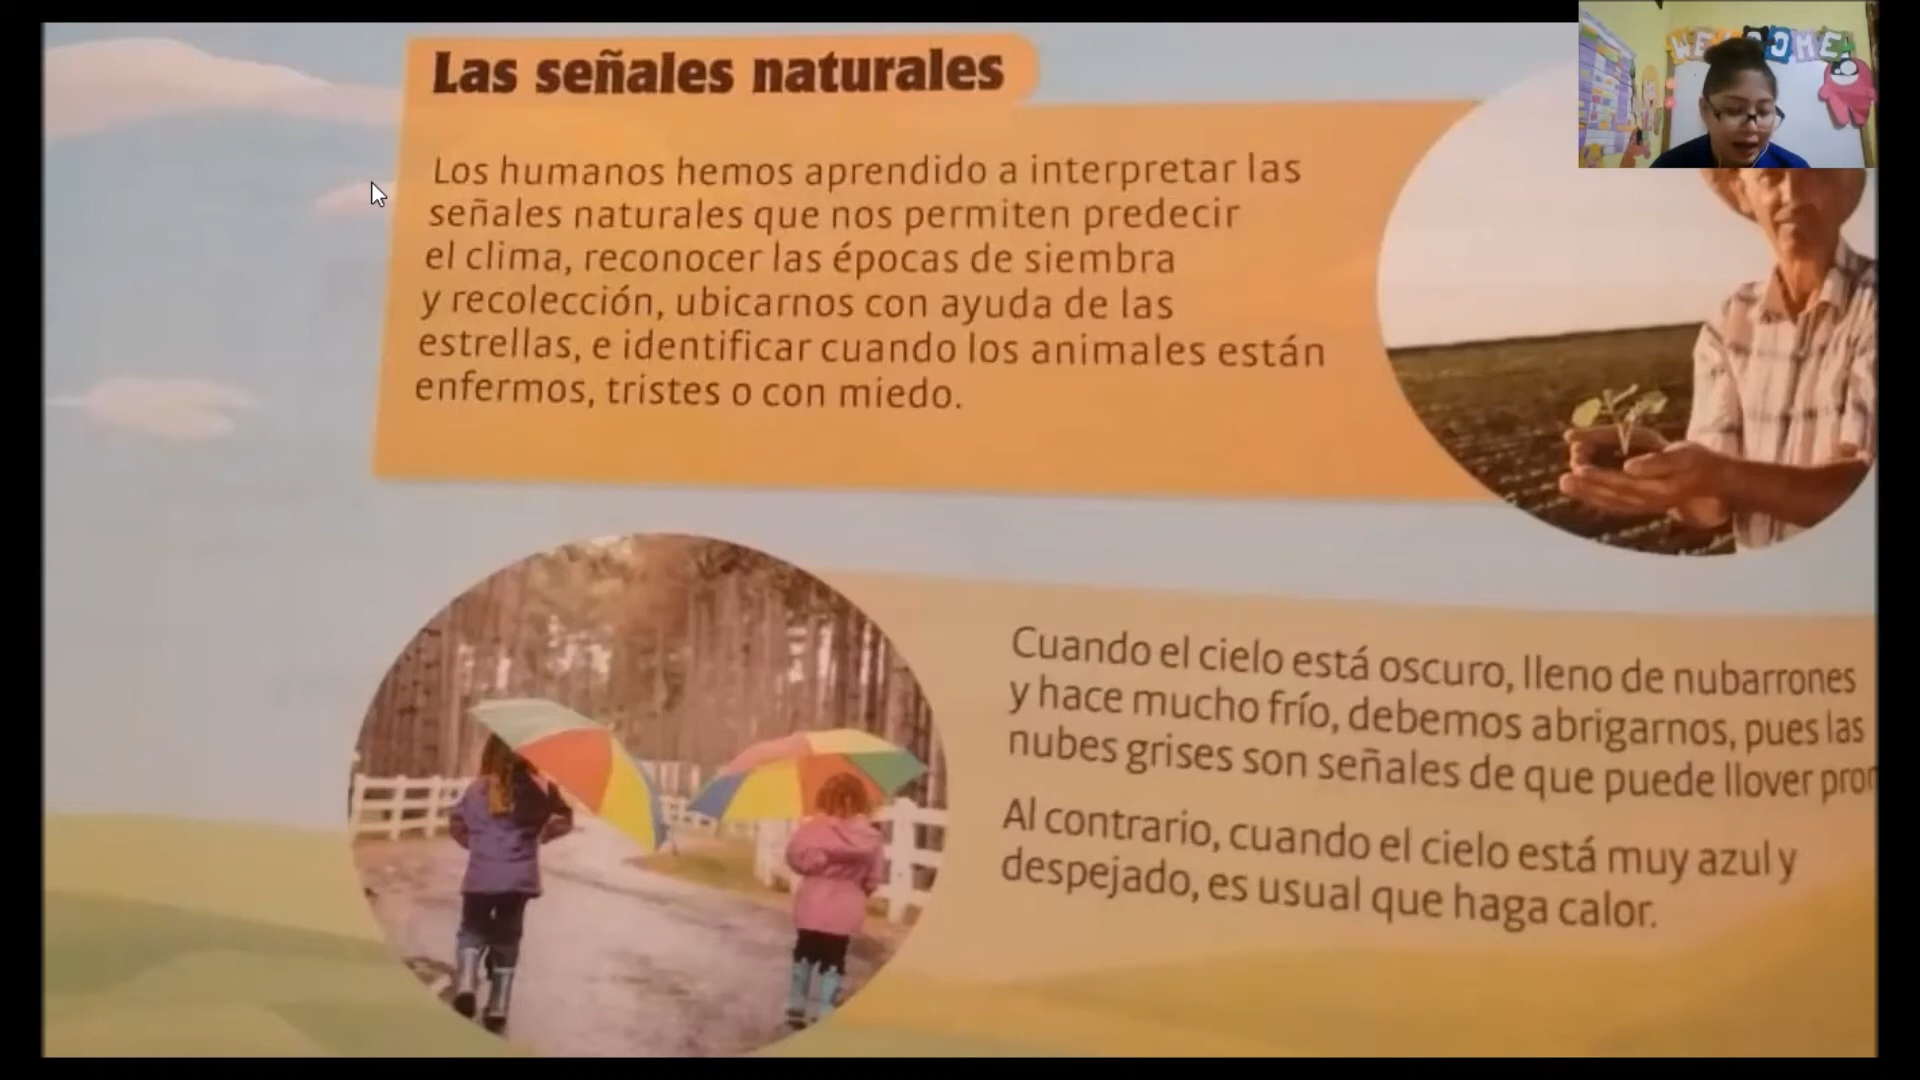 WELCOME
Las señales naturales
Los humanos hemos aprendido a interpretar las
señales naturales que nos permiten predecir
el clima, reconocer las épocas de siembra
y recolección, ubicarnos con ayuda de las
estrellas, e identificar cuando los animales están
enfermos, tristes o con miedo.
Cuando el cielo está oscuro, lleno de nubarrones
y hace mucho frío, debemos abrigarnos, pues las
nubes grises son señales de que puede llover
Al contrario, cuando el cielo está muy azul y
despejado, es usual que haga calor.